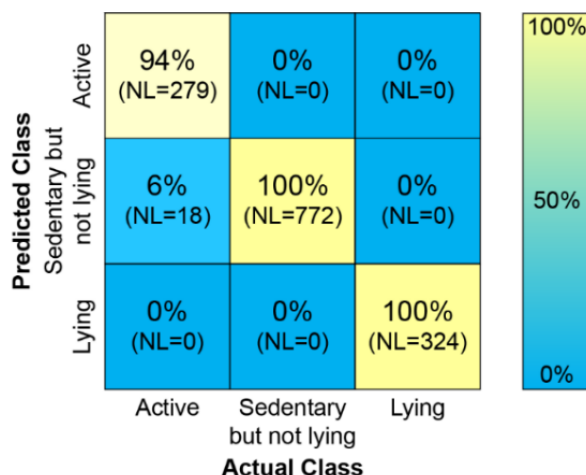 Predicted Class
Active
Sedentary but
not lying
Lying
94%
(NL=279)
0%
(NL=0)
0%
(NL=0)
6%
(NL=18)
100%
(NL=772)
0%
(NL=0)
0%
(NL=0)
0%
(NL=0)
100%
(NL=324)
Active
Sedentary
but not lying
Lying
Actual Class
100%
50%
0%